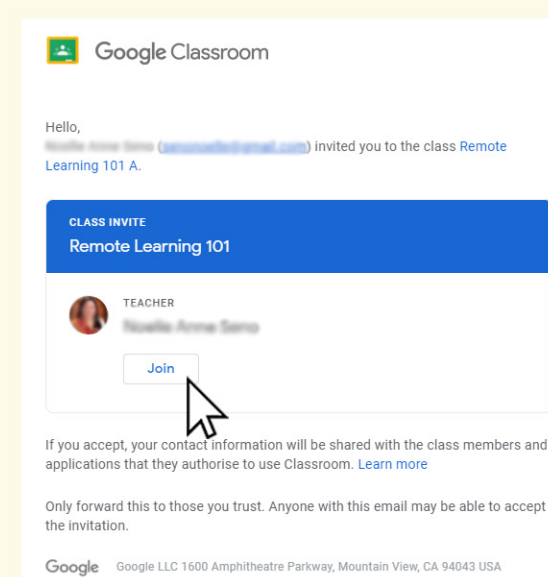 Google Classroom
Hello,
) invited you to the class Remote
Learning 101 A.
CLASS INVITE
Remote Learning 101
TEACHER
Join
If you accept, your contact information will be shared with the class members and
applications that they authorise to use Classroom. Learn more
Only forward this to those you trust. Anyone with this email may be able to accept
the invitation.
Google Google LLC 1600 Amphitheatre Parkway, Mountain View, CA 94043 USA